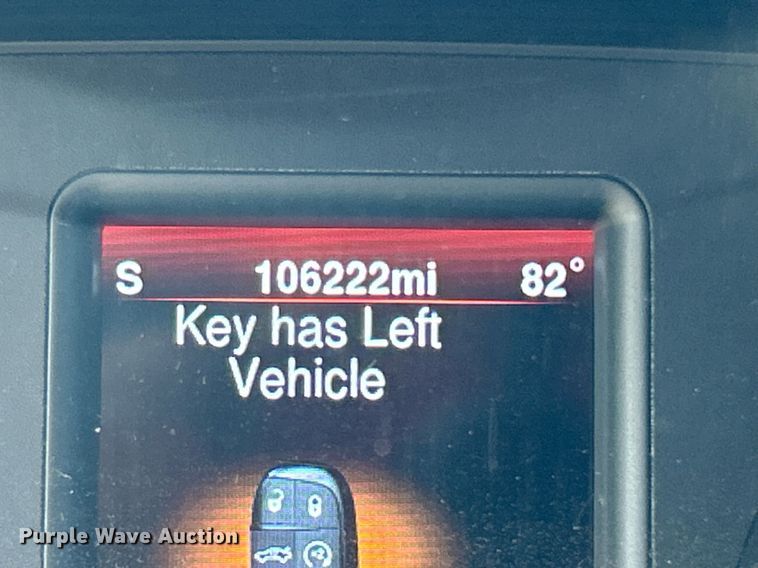 S 106222mi 82°
Key has Left
Vehicle
Purple Wave Auction